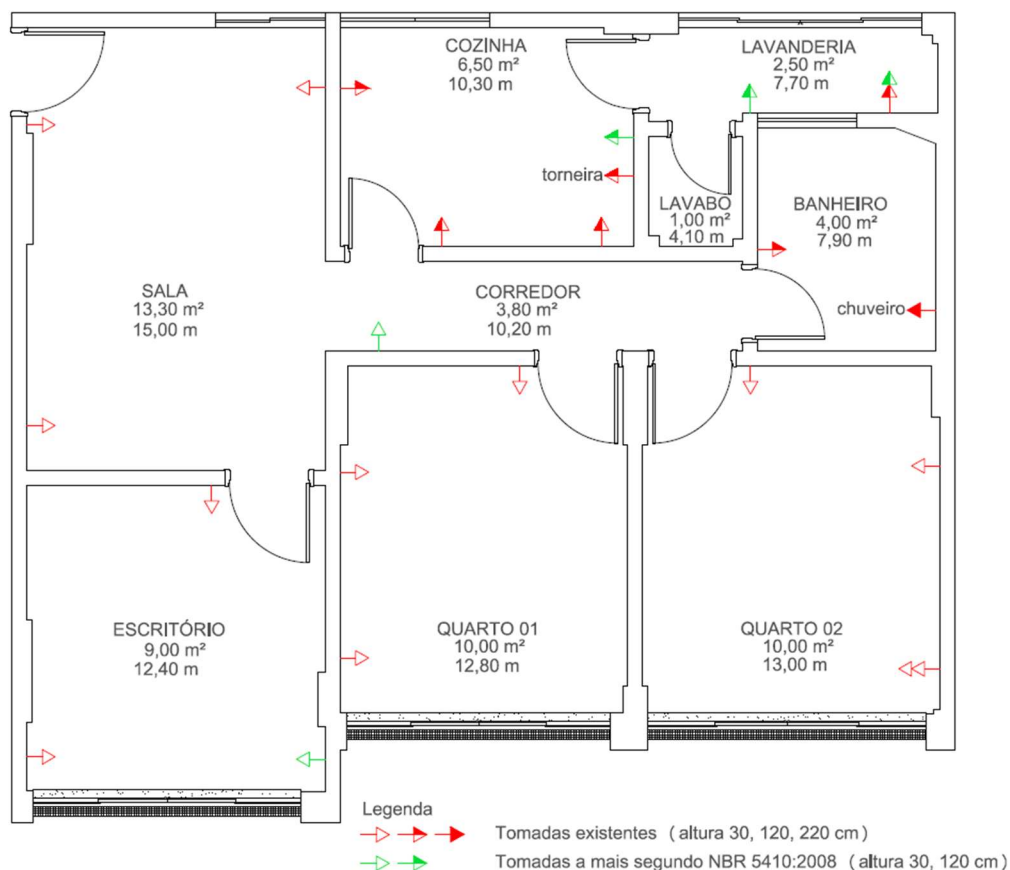 COZINHA
6,50 m²
10,30 m
LAVANDERIA
2,50 m²
7,70 m
torneira
LAVABO
1,00 m²
4,10 m
BANHEIRO
4,00 m²
7,90 m
SALA
13,30 m²
15,00 m
CORREDOR
3,80 m²
10,20 m
chuveiro
ESCRITÓRIO
9,00 m²
12,40 m
QUARTO 01
10,00 m²
12,80 m
QUARTO 02
10,00 m²
13,00 m
Legenda
Tomadas existentes ( altura 30, 120, 220 cm )
Tomadas a mais segundo NBR 5410:2008 ( altura 30, 120 cm )